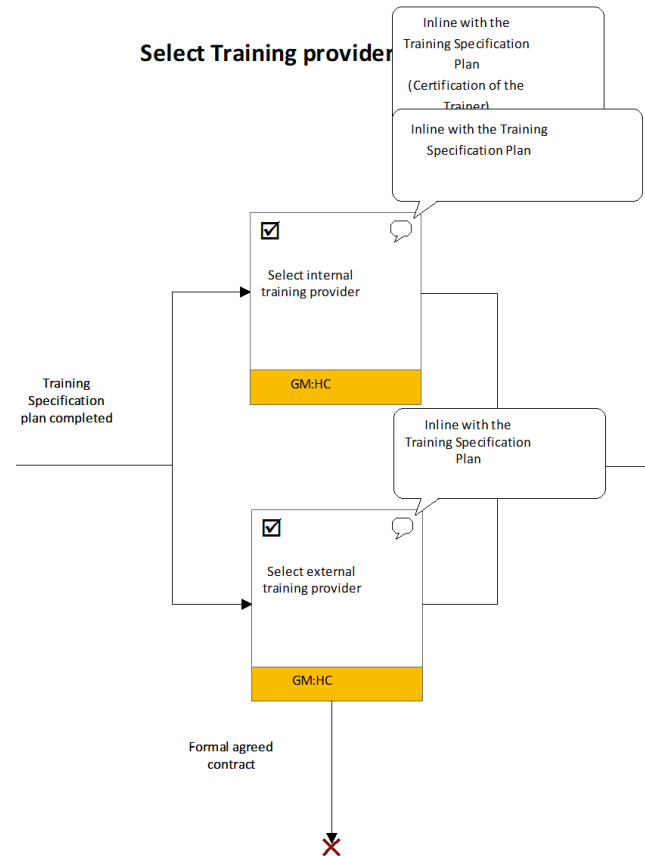 Select Training provider
Inline with the
Training Specification
Plan
(Certification of the
Trainer)
Inline with the Training
Specification Plan
Select internal
training provider
GM:HC
Training
Specification
plan completed
Inline with the
Training Specification
Plan
Select external
training provider
GM:HC
Formal agreed
contract